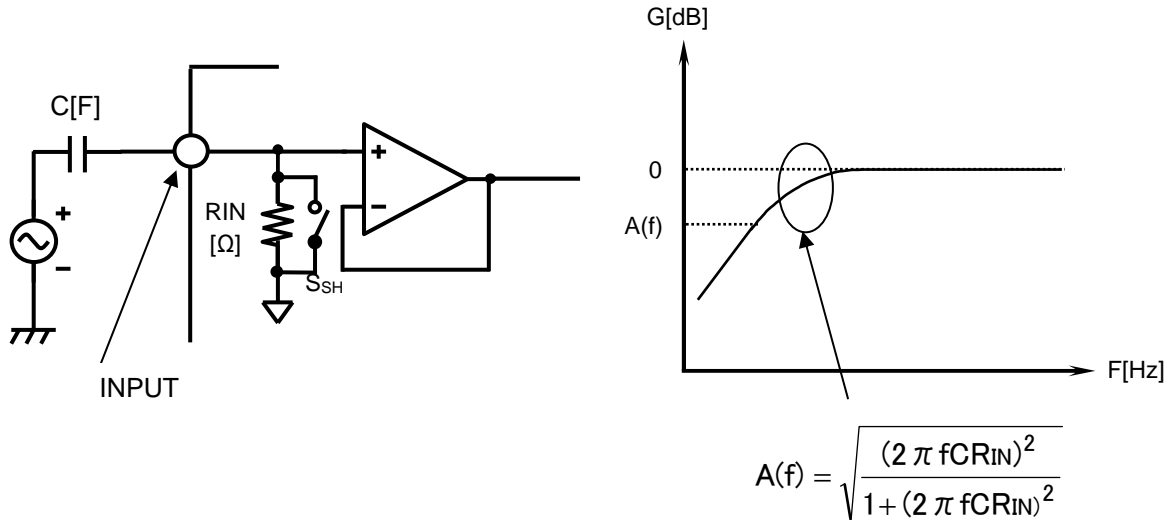 C[F]
+
−
INPUT
RIN
[Ω]
SSH
+
−
G[dB]
0
A(f)
F[Hz]
A(f) = √((2πfCRIN)² / (1+(2πfCRIN)²))